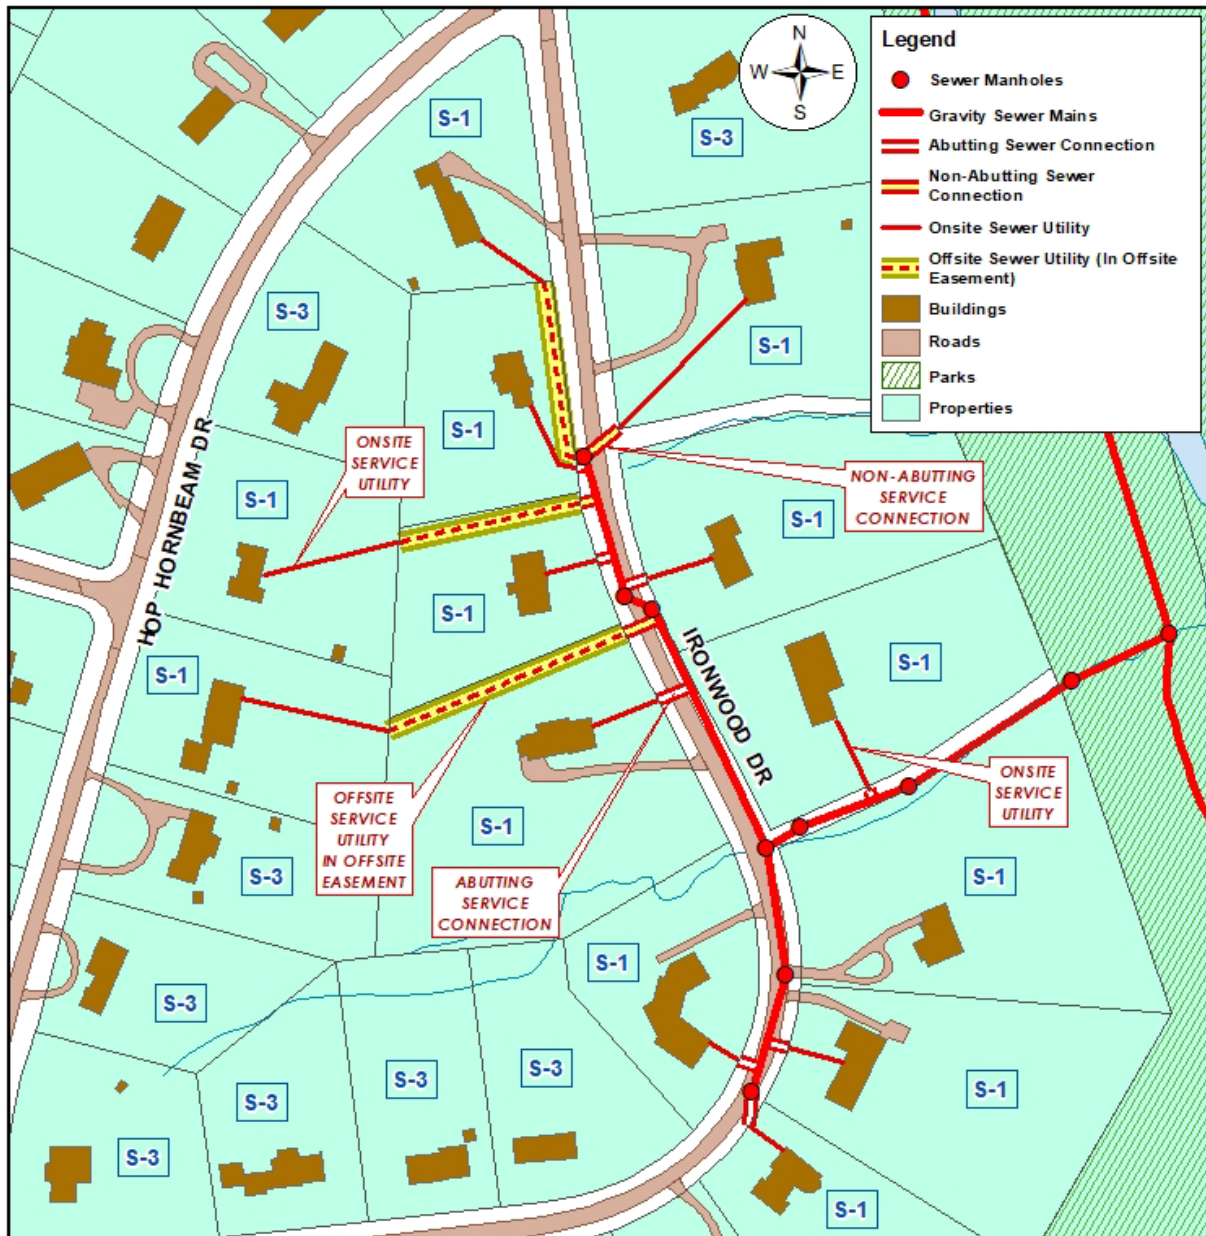 N
W E
S
Legend
Sewer Manholes
Gravity Sewer Mains
Abutting Sewer Connection
Non-Abutting Sewer
Connection
Onsite Sewer Utility
Offsite Sewer Utility (In Offsite
Easement)
Buildings
Roads
Parks
Properties
S-1
S-3
S-3
S-1
S-1
ONSITE
SERVICE
UTILITY
NON-ABUTTING
SERVICE
CONNECTION
S-1
S-1
HOP HORNBEAM DR
S-1
S-1
S-1
IRONWOOD DR
OFFSITE
SERVICE
UTILITY
IN OFFSITE
EASEMENT
ONSITE
SERVICE
UTILITY
S-1
S-3
ABUTTING
SERVICE
CONNECTION
S-1
S-1
S-3
S-3
S-3
S-3
S-1
S-3
S-1